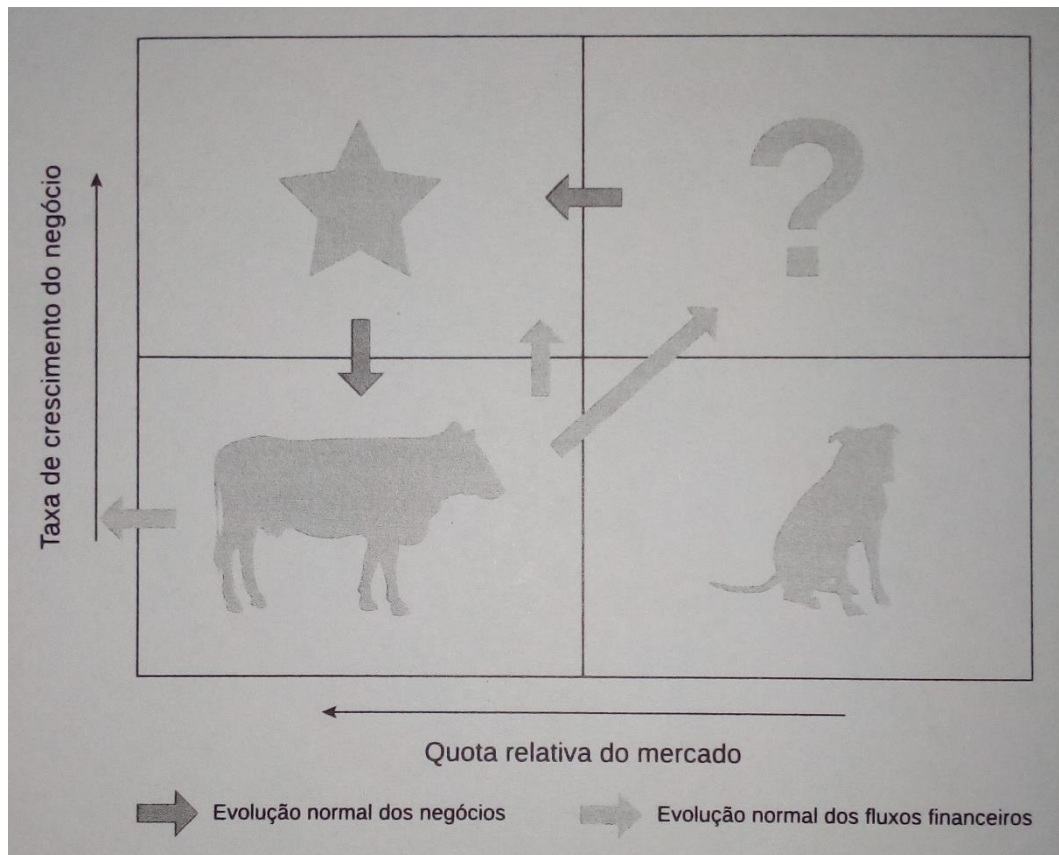 Taxa de crescimento do negócio
?
Quota relativa do mercado
Evolução normal dos negócios
Evolução normal dos fluxos financeiros